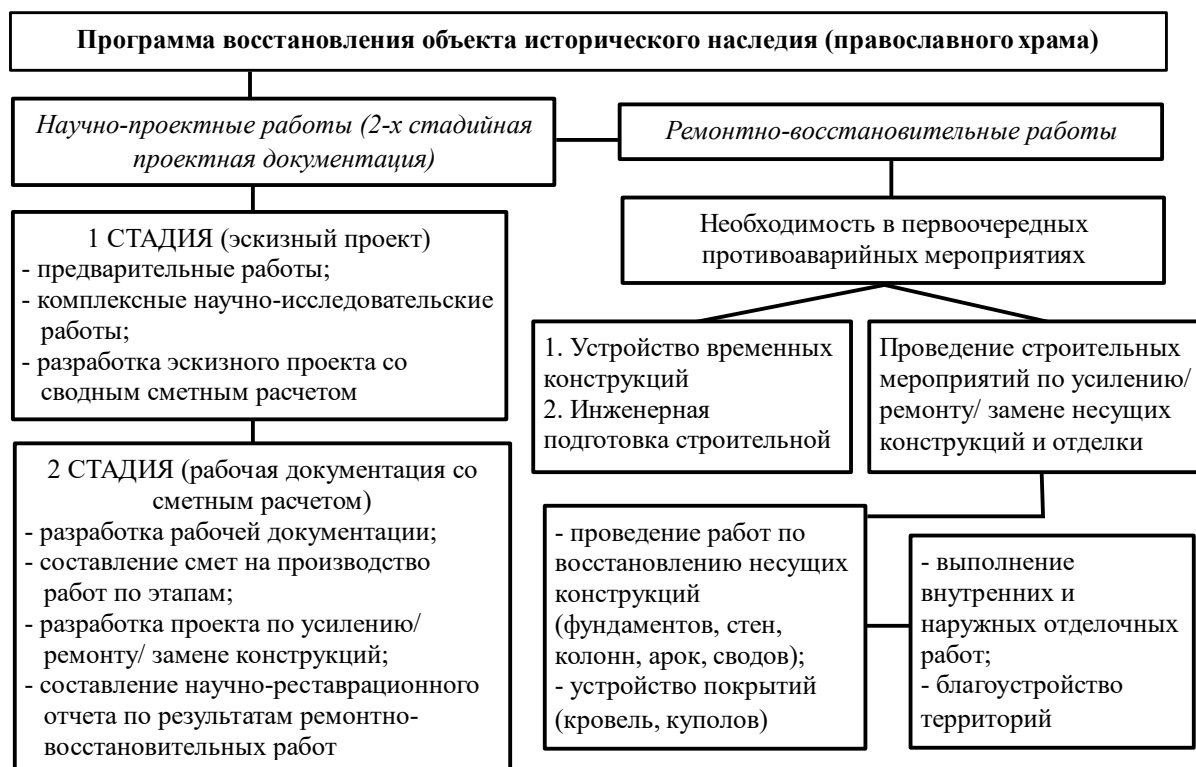 Программа восстановления объекта исторического наследия (православного храма)
Научно-проектные работы (2-х стадийная
проектная документация)
Ремонтно-восстановительные работы
1 СТАДИЯ (эскизный проект)
- предварительные работы;
- комплексные научно-исследовательские
работы;
- разработка эскизного проекта со
сводным сметным расчетом
2 СТАДИЯ (рабочая документация со
сметным расчетом)
- разработка рабочей документации;
- составление смет на производство
работ по этапам;
- разработка проекта по усилению/
ремонту/ замене конструкций;
- составление научно-реставрационного
отчета по результатам ремонтно-
восстановительных работ
Необходимость в первоочередных
противоаварийных мероприятиях
1. Устройство временных
конструкций
2. Инженерная
подготовка строительной
Проведение строительных
мероприятий по усилению/
ремонту/ замене несущих
конструкций и отделки
- проведение работ по
восстановлению несущих
конструкций
(фундаментов, стен,
колонн, арок, сводов);
- устройство покрытий
(кровель, куполов)
- выполнение
внутренних и
наружных отделочных
работ;
- благоустройство
территорий